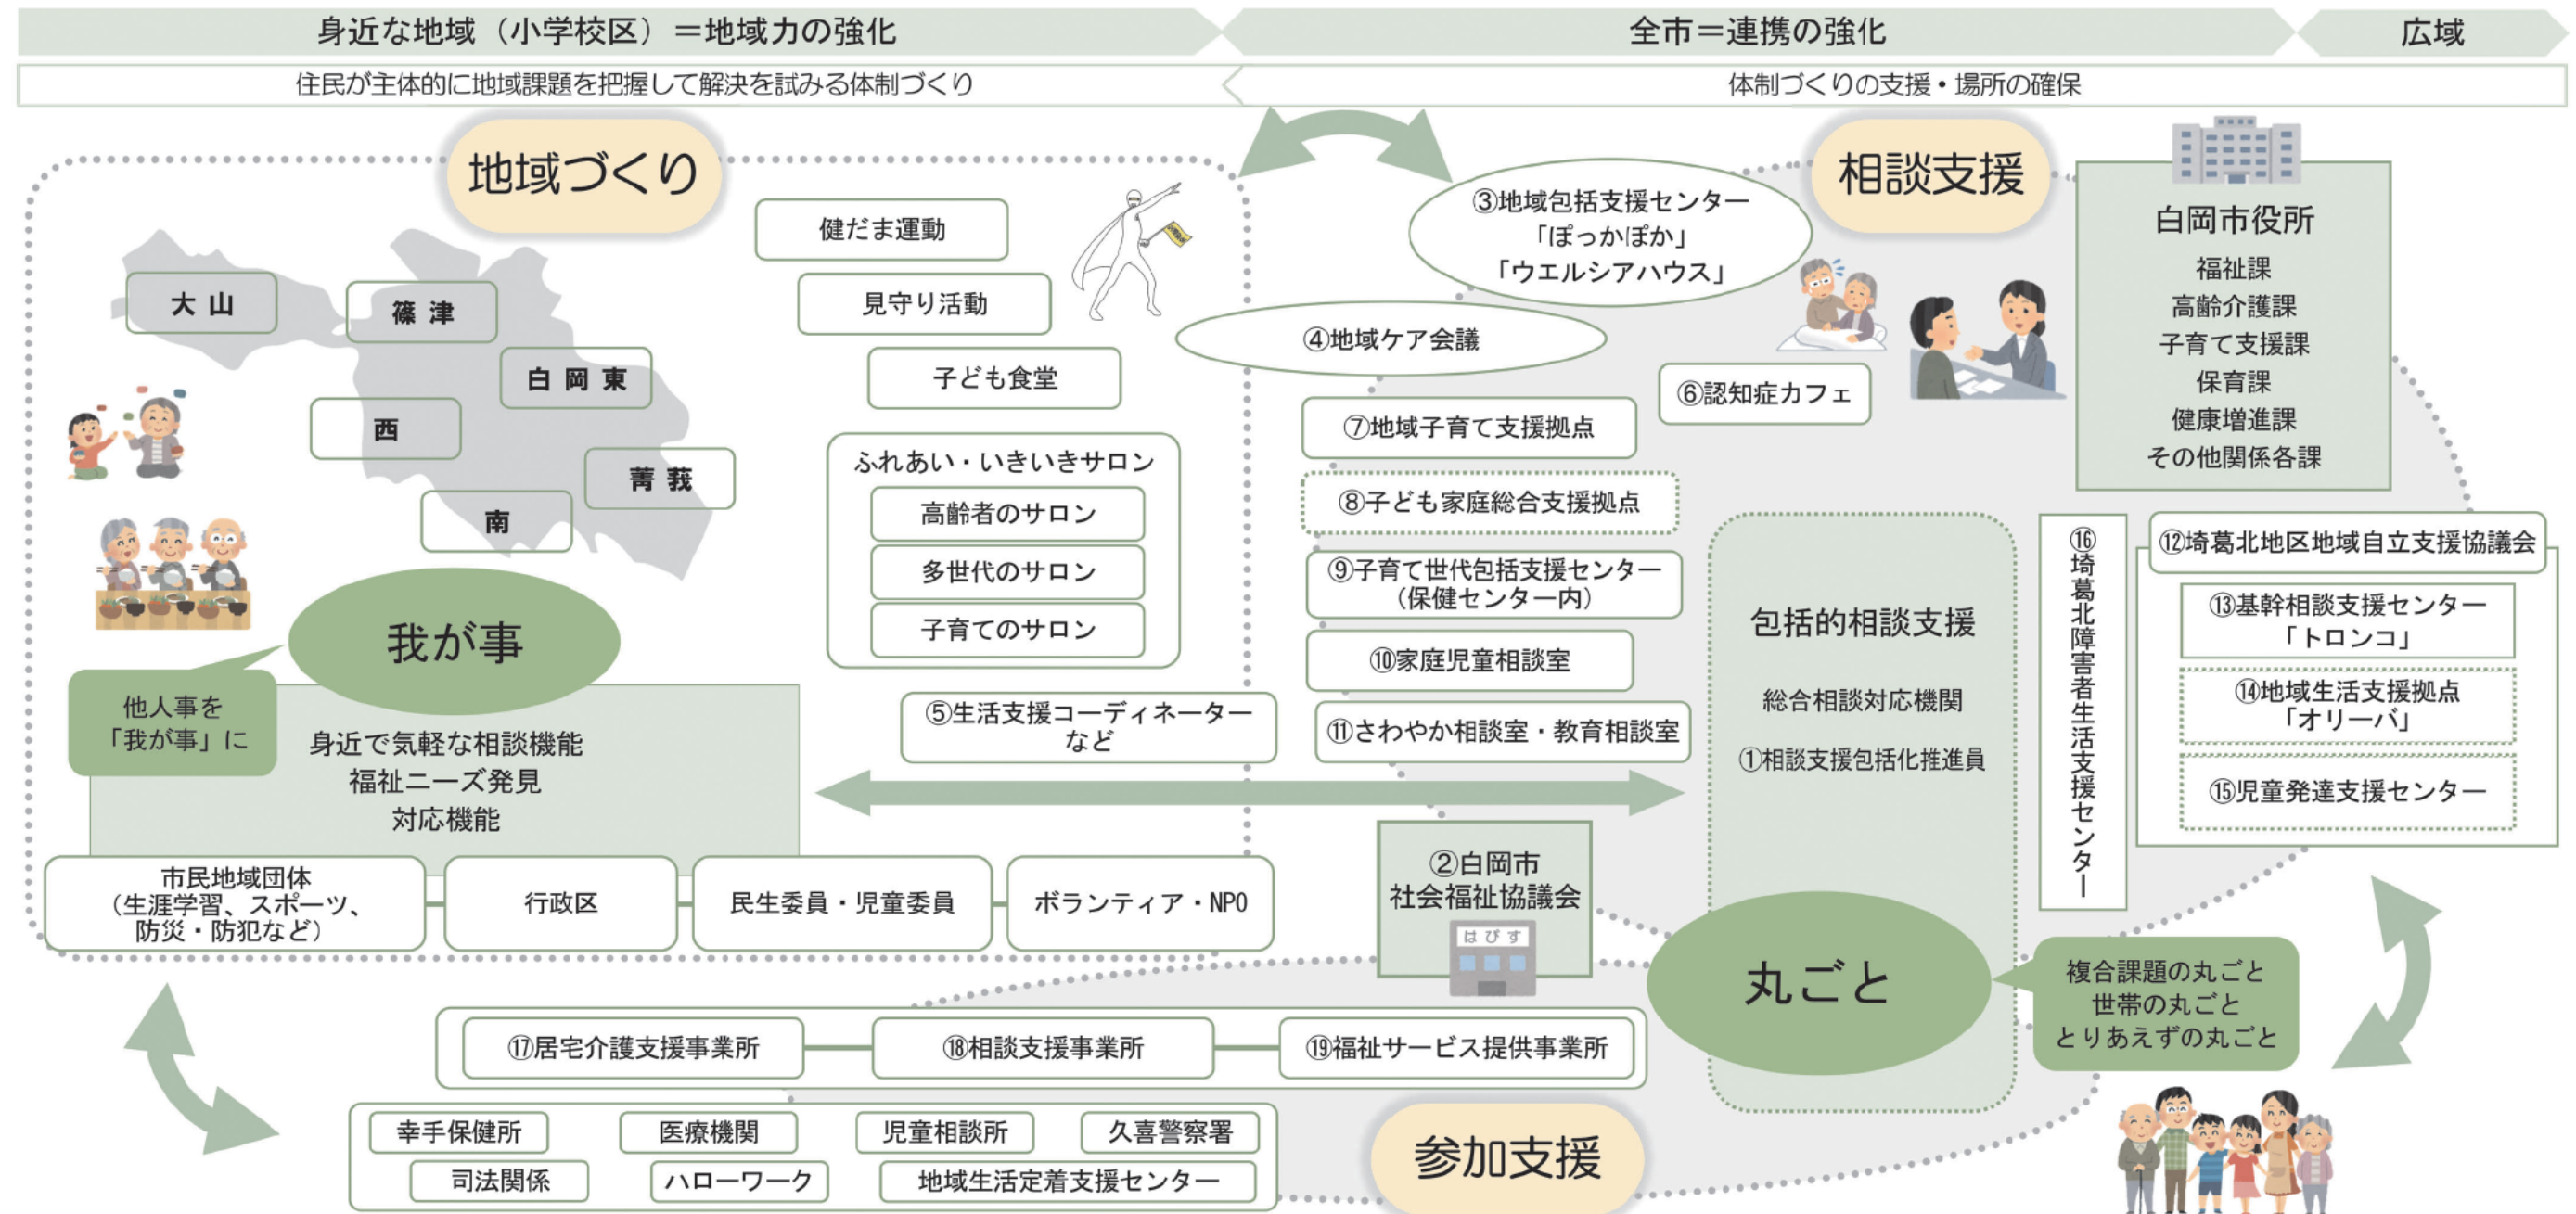 身近な地域（小学校区）＝地域力の強化
全市＝連携の強化
広域
住民が主体的に地域課題を把握して解決を試みる体制づくり
体制づくりの支援・場所の確保
地域づくり
大山
篠津
白岡東
西
菁莪
南
健だま運動
見守り活動
子ども食堂
ふれあい・いきいきサロン
高齢者のサロン
多世代のサロン
子育てのサロン
⑤生活支援コーディネーター
など
我が事
他人事を
「我が事」に
身近で気軽な相談機能
福祉ニーズ発見
対応機能
市民地域団体
（生涯学習、スポーツ、
防災・防犯など）
行政区
民生委員・児童委員
ボランティア・NPO
相談支援
③地域包括支援センター
「ぽっかぽか」
「ウエルシアハウス」
④地域ケア会議
⑥認知症カフェ
⑦地域子育て支援拠点
⑧子ども家庭総合支援拠点
⑨子育て世代包括支援センター
（保健センター内）
⑩家庭児童相談室
⑪さわやか相談室・教育相談室
白岡市役所
福祉課
高齢介護課
子育て支援課
保育課
健康増進課
その他関係各課
包括的相談支援
総合相談対応機関
①相談支援包括化推進員
⑯埼葛北障害者生活支援センター
⑫埼葛北地区地域自立支援協議会
⑬基幹相談支援センター
「トロンコ」
⑭地域生活支援拠点
「オリーバ」
⑮児童発達支援センター
②白岡市
社会福祉協議会
はぴす
丸ごと
複合課題の丸ごと
世帯の丸ごと
とりあえずの丸ごと
⑰居宅介護支援事業所
⑱相談支援事業所
⑲福祉サービス提供事業所
幸手保健所
医療機関
児童相談所
久喜警察署
司法関係
ハローワーク
地域生活定着支援センター
参加支援